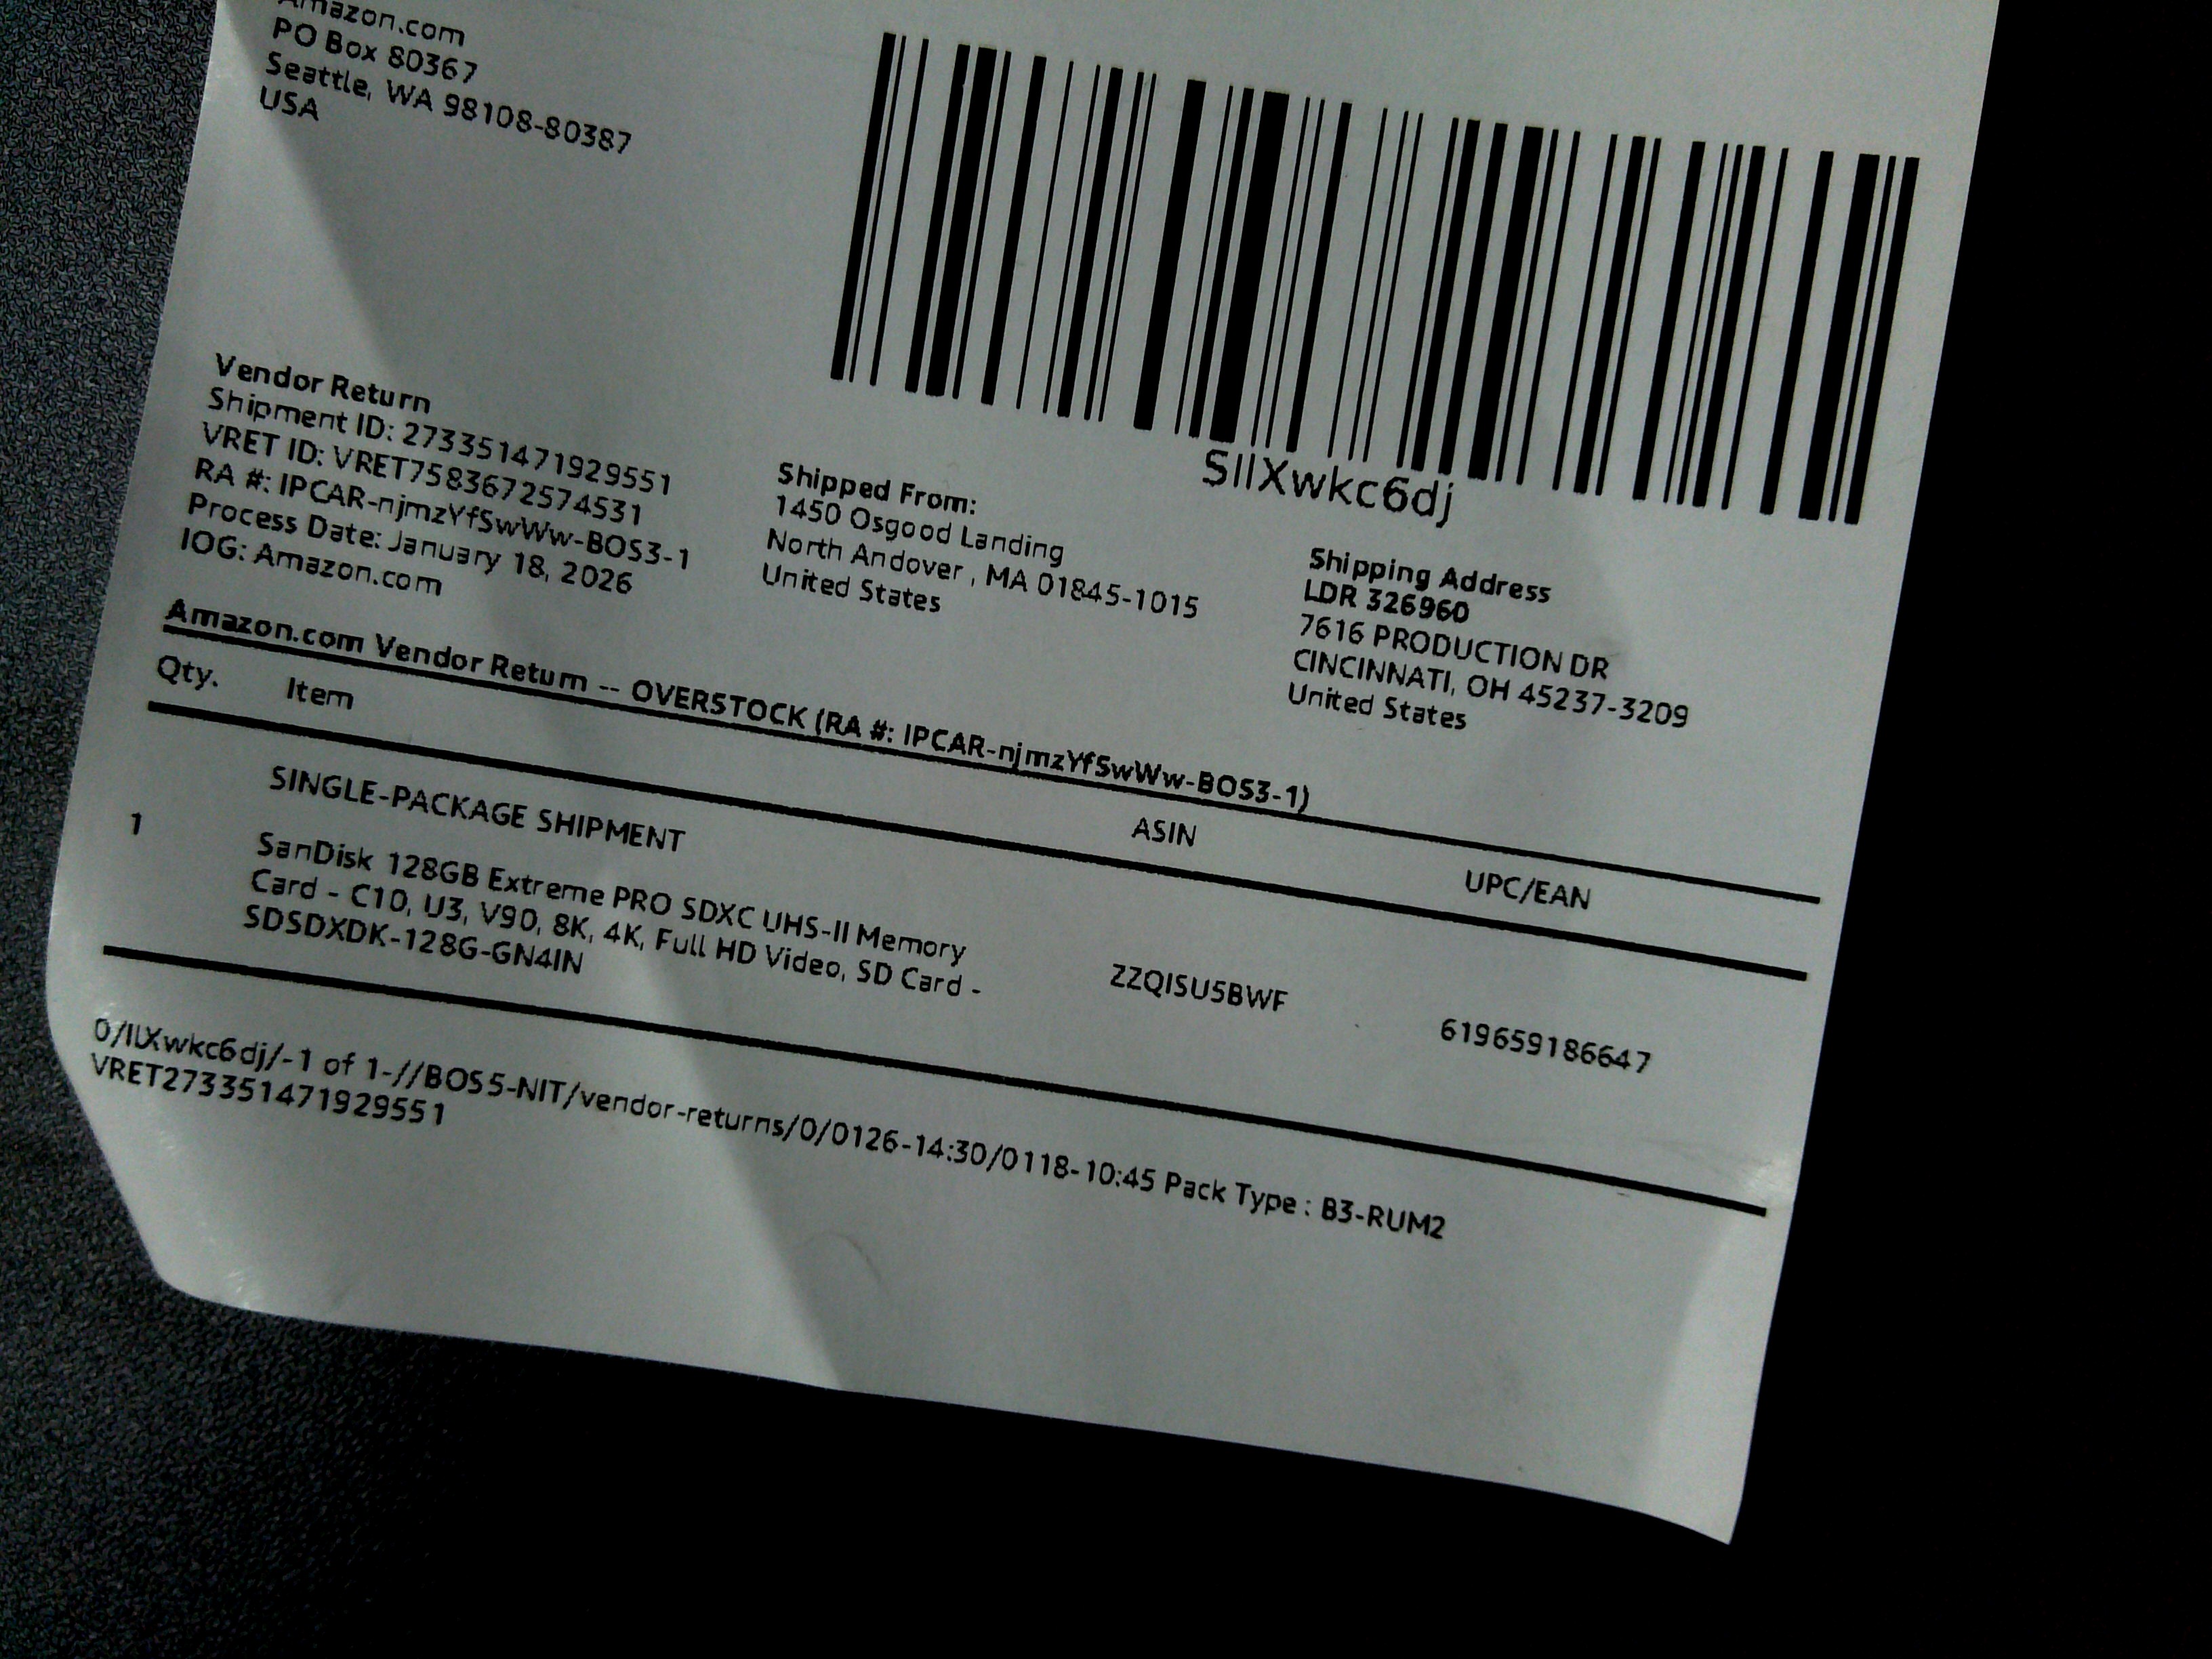 Amazon.com
PO Box 80367
Seattle, WA 98108-80387
USA
SllXwkc6dj
Vendor Return
Shipment ID: 273351471929551
VRET ID: VRET7583672574531
RA #: IPCAR-njmzYfSwWw-BOS3-1
Process Date: January 18, 2026
IOG: Amazon.com
Shipped From:
1450 Osgood Landing
North Andover , MA 01845-1015
United States
Shipping Address
LDR 326960
7616 PRODUCTION DR
CINCINNATI, OH 45237-3209
United States
Amazon.com Vendor Return -- OVERSTOCK (RA #: IPCAR-njmzYfSwWw-BOS3-1)
Qty. Item ASIN UPC/EAN
SINGLE-PACKAGE SHIPMENT
1 SanDisk 128GB Extreme PRO SDXC UHS-II Memory
Card - C10, U3, V90, 8K, 4K, Full HD Video, SD Card -
SDSDXDK-128G-GN4IN ZZQISU5BWF 619659186647
0/llXwkc6dj/-1 of 1-//BOS5-NIT/vendor-returns/0/0126-14:30/0118-10:45 Pack Type : B3-RUM2
VRET273351471929551